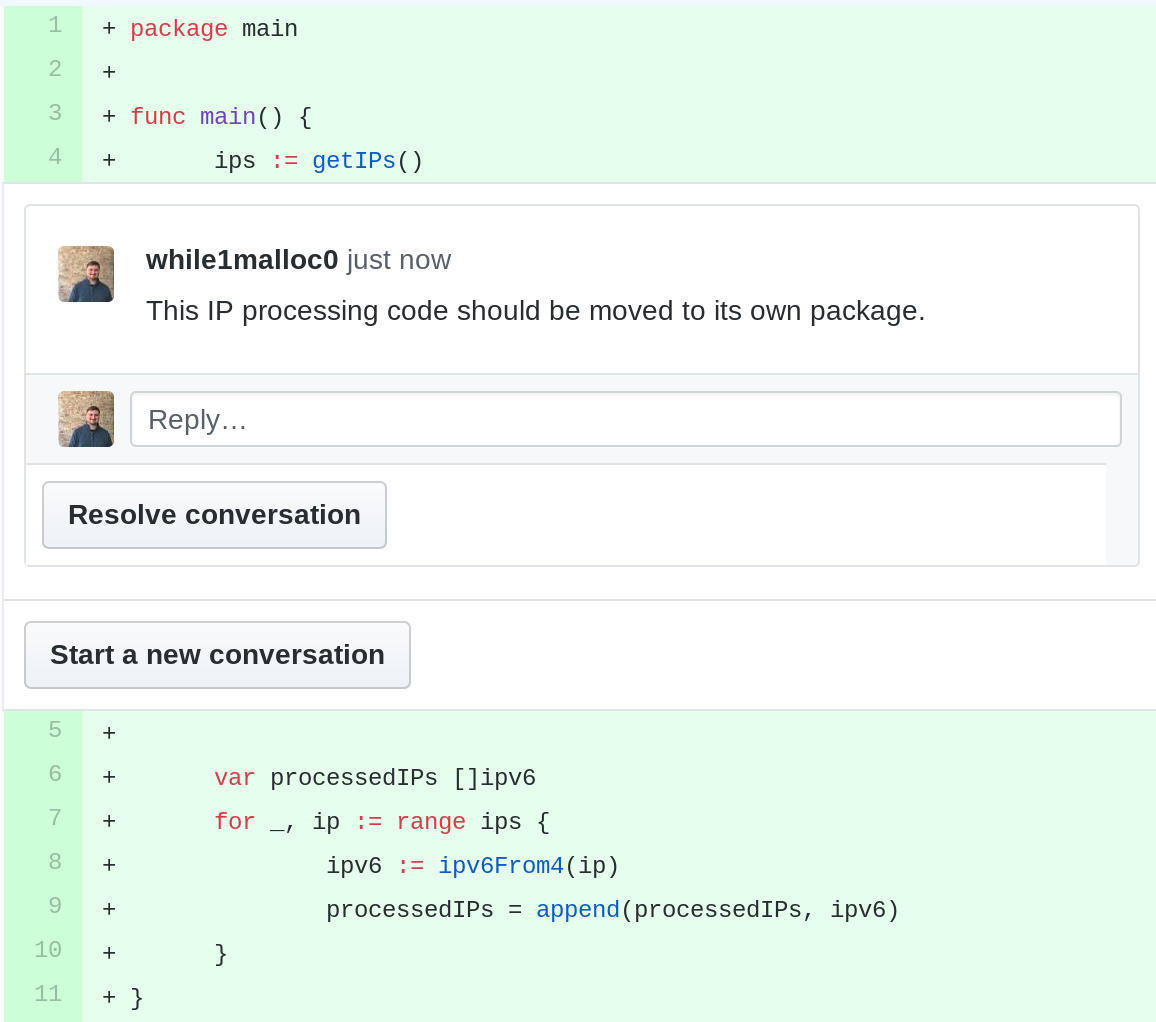 1 + package main
2 +
3 + func main() {
4 + ips := getIPs()
while1malloc0 just now
This IP processing code should be moved to its own package.
Reply…
Resolve conversation
Start a new conversation
5 +
6 + var processedIPs []ipv6
7 + for _, ip := range ips {
8 + ipv6 := ipv6From4(ip)
9 + processedIPs = append(processedIPs, ipv6)
10 + }
11 + }